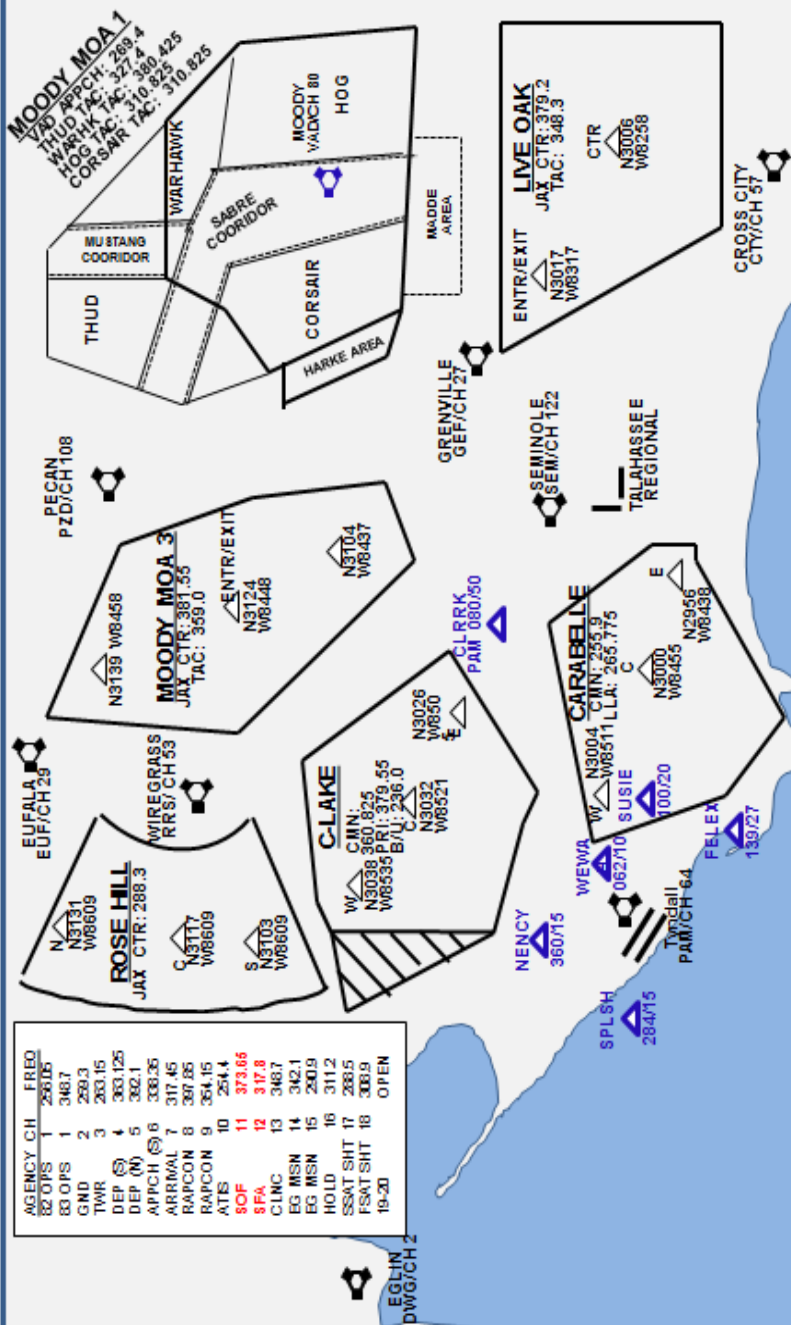 MOODY MOA 1
VAD APPCH: 269.4
THUD TAC: 327.4
WARHK TAC: 380.425
HOG TAC: 310.825
CORSAIR TAC: 310.825
THUD
MUSTANG
COORIDOR
WARHAWK
SABRE
COORIDOR
MOODY
VAD/CH 80
HOG
CORSAIR
HARKE AREA
MADDE
AREA
LIVE OAK
JAX CTR: 379.2
TAC: 348.3
ENTR/EXIT
N3017
W8317
CTR
N3006
W8258
CROSS CITY
CTY/CH 57
GRENVILLE
GEF/CH 27
SEMINOLE
SEM/CH 122
TALAHASSEE
REGIONAL
PECAN
PZD/CH 108
N3139 W8458
MOODY MOA 3
JAX CTR: 381.55
TAC: 359.0
ENTR/EXIT
N3124
W8448
N3104
W8437
CLRRK
PAM 080/50
CARABELLE
CMN: 255.9
LLA: 265.775
W
N3004
W8511
C
N3000
W8455
E
N2956
W8438
SUSIE
100/20
FELEX
139/27
WEWA
062/10
Tyndall
PAM/CH 64
NENCY
360/15
SPLSH
284/15
EUFALA
EUF/CH 29
WIREGRASS
RRS/ CH 53
C-LAKE
CMN:
360.825
PRI: 379.55
B/U: 236.0
W
N3038
W8535
C
N3032
W8521
N3026
W850
E
ROSE HILL
JAX CTR: 288.3
N
N3131
W8609
C
N3117
W8609
S
N3103
W8609
AGENCY CH FREQ
82 OPS 1 256.05
83 OPS 1 348.7
GND 2 259.3
TWR 3 263.15
DEP (S) 4 363.125
DEP (N) 5 392.1
APPCH (S) 6 338.35
ARRIVAL 7 317.45
RAPCON 8 397.85
RAPCON 9 354.15
ATIS 10 254.4
SOF 11 373.65
SFA 12 317.8
CLNC 13 348.7
EG MSN 14 342.1
EG MSN 15 290.9
HOLD 16 311.2
SSAT SHT 17 288.5
FSAT SHT 18 308.9
19-20 OPEN
EGLIN
DWG/CH 2